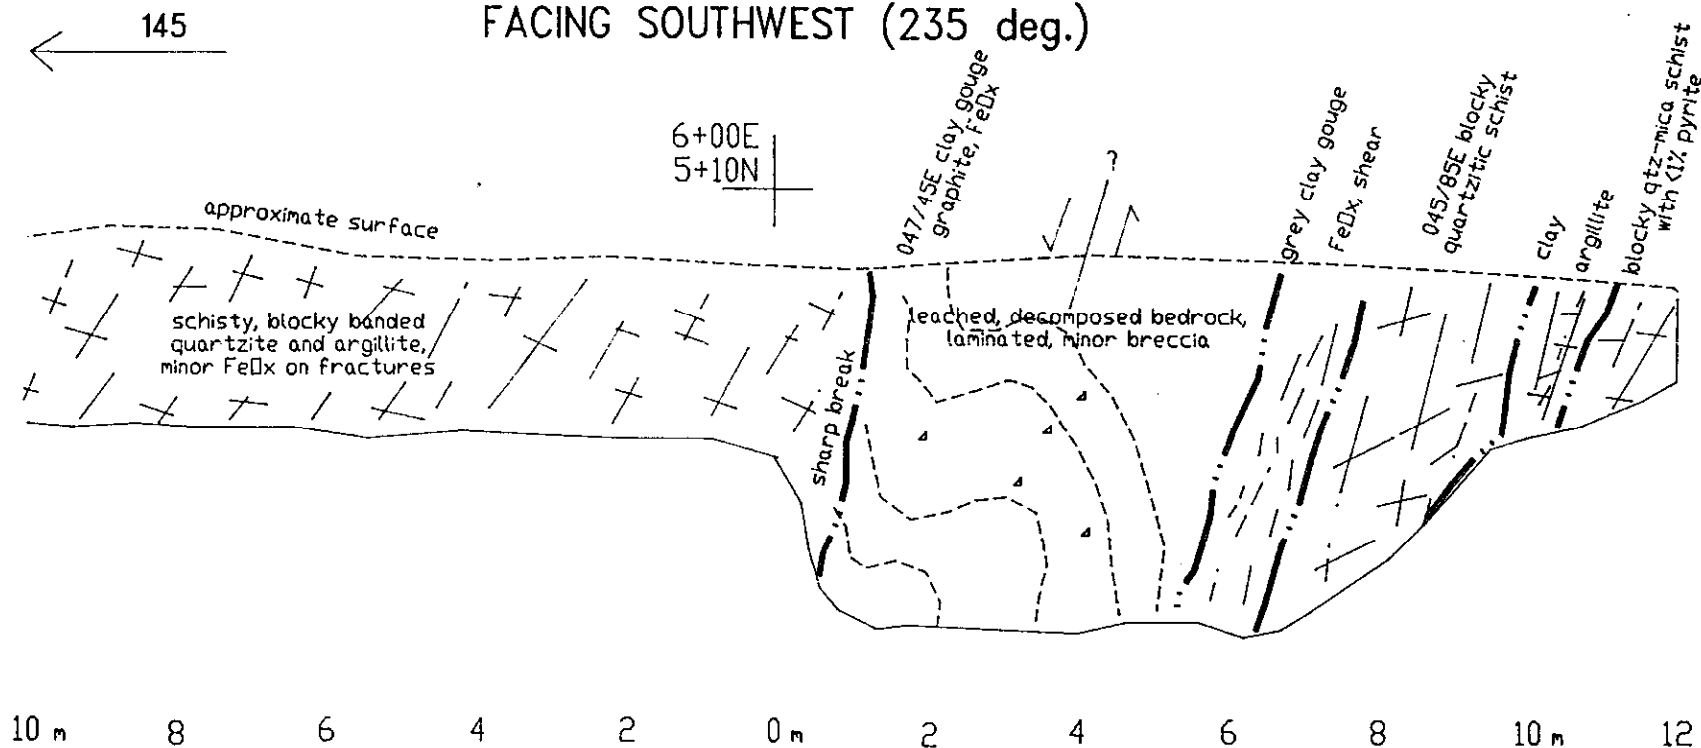 145
FACING SOUTHWEST (235 deg.)
6+00E
5+10N
approximate surface
047/45E clay gouge
graphite, FeOx
?
grey clay gouge
FeOx, shear
045/85E blocky
quartzitic schist
clay
argillite
blocky qtz-mica schist
with <1% pyrite
schisty, blocky banded
quartzite and argillite,
minor FeOx on fractures
sharp break
leached, decomposed bedrock,
laminated, minor breccia
10 m 8 6 4 2 0 m 2 4 6 8 10 m 12